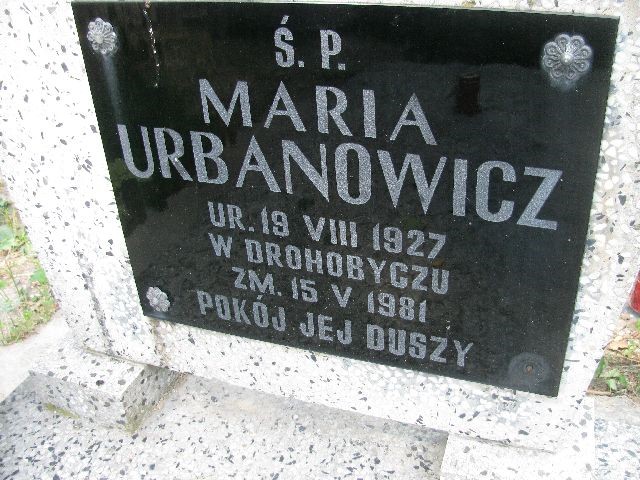 Ś. P.
MARIA
URBANOWICZ
UR. 19 VIII 1927
W DROHOBYCZU
ZM. 15 V 1981
POKÓJ JEJ DUSZY